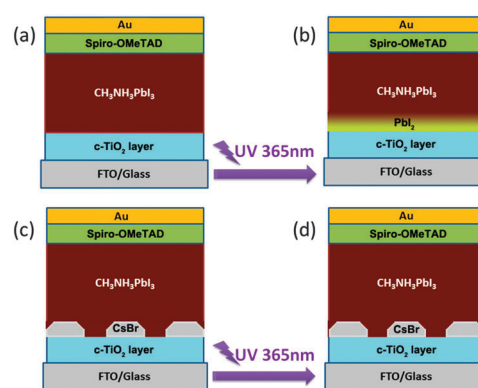 (a)
Au
Spiro-OMeTAD
CH₃NH₃PbI₃
c-TiO₂ layer
FTO/Glass
UV 365nm
(b)
Au
Spiro-OMeTAD
CH₃NH₃PbI₃
PbI₂
c-TiO₂ layer
FTO/Glass
(c)
Au
Spiro-OMeTAD
CH₃NH₃PbI₃
CsBr
c-TiO₂ layer
FTO/Glass
UV 365nm
(d)
Au
Spiro-OMeTAD
CH₃NH₃PbI₃
CsBr
c-TiO₂ layer
FTO/Glass